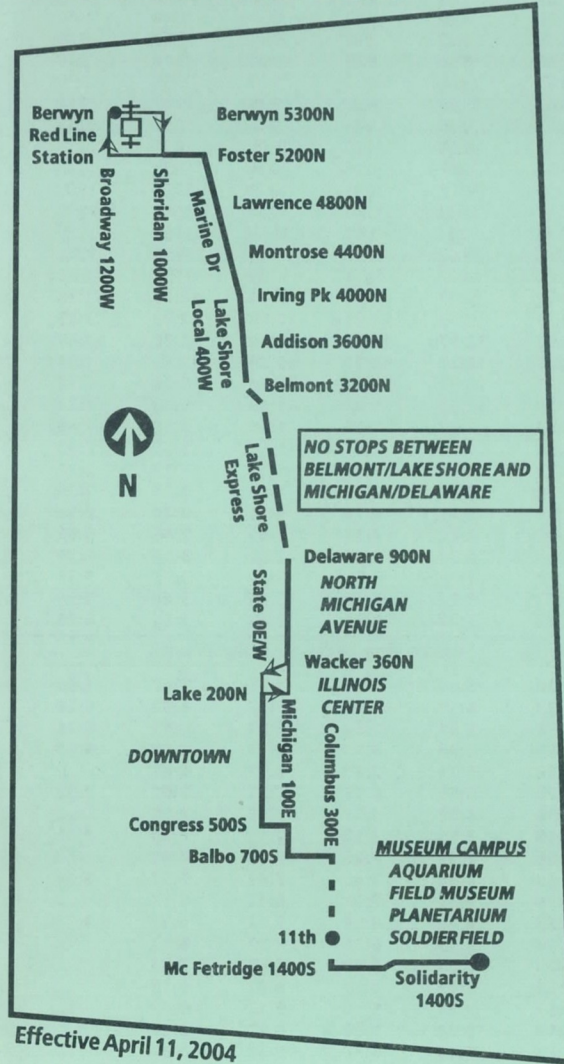 Berwyn
Red Line
Station
Berwyn 5300N
Foster 5200N
Broadway 1200W
Sheridan 1000W
Marine Dr
Lawrence 4800N
Montrose 4400N
Irving Pk 4000N
Lake Shore
Local 400W
Addison 3600N
Belmont 3200N
N
Lake Shore
Express
NO STOPS BETWEEN
BELMONT/LAKE SHORE AND
MICHIGAN/DELAWARE
Delaware 900N
NORTH
MICHIGAN
AVENUE
State 0E/W
Wacker 360N
ILLINOIS
CENTER
Lake 200N
Michigan 100E
Columbus 300E
DOWNTOWN
Congress 500S
Balbo 700S
MUSEUM CAMPUS
AQUARIUM
FIELD MUSEUM
PLANETARIUM
SOLDIER FIELD
11th
Mc Fetridge 1400S
Solidarity
1400S
Effective April 11, 2004